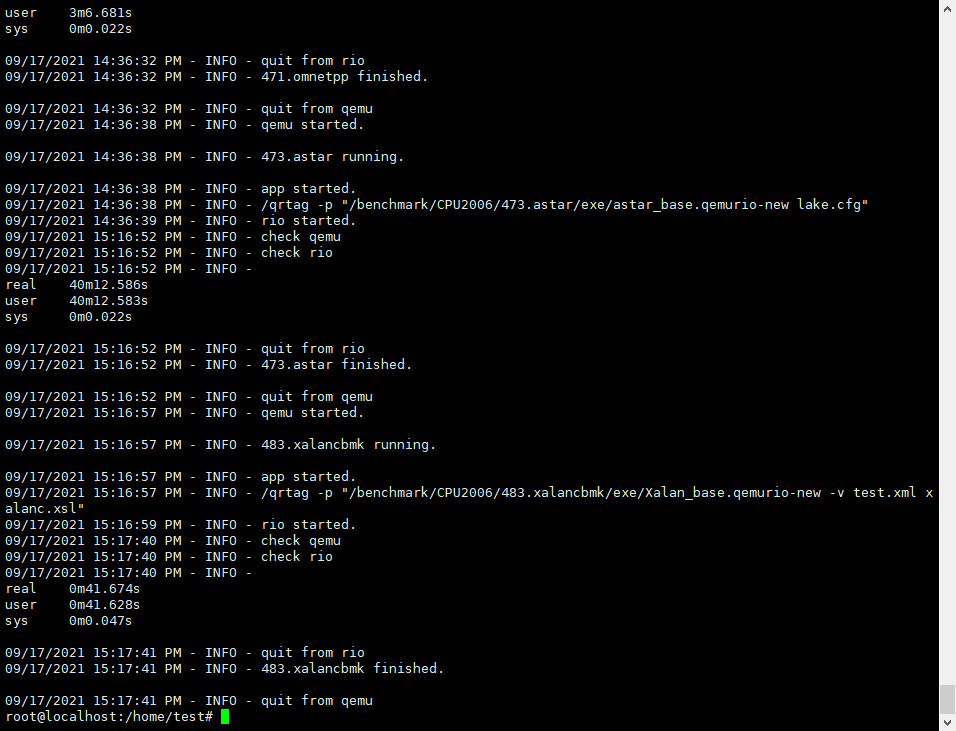 user    3m6.681s
sys     0m0.022s
09/17/2021 14:36:32 PM - INFO - quit from rio
09/17/2021 14:36:32 PM - INFO - 471.omnetpp finished.
09/17/2021 14:36:32 PM - INFO - quit from qemu
09/17/2021 14:36:38 PM - INFO - qemu started.
09/17/2021 14:36:38 PM - INFO - 473.astar running.
09/17/2021 14:36:38 PM - INFO - app started.
09/17/2021 14:36:38 PM - INFO - /qrtag -p "/benchmark/CPU2006/473.astar/exe/astar_base.qemurio-new lake.cfg"
09/17/2021 14:36:39 PM - INFO - rio started.
09/17/2021 15:16:52 PM - INFO - check qemu
09/17/2021 15:16:52 PM - INFO - check rio
09/17/2021 15:16:52 PM - INFO -
real    40m12.586s
user    40m12.583s
sys     0m0.022s
09/17/2021 15:16:52 PM - INFO - quit from rio
09/17/2021 15:16:52 PM - INFO - 473.astar finished.
09/17/2021 15:16:52 PM - INFO - quit from qemu
09/17/2021 15:16:57 PM - INFO - qemu started.
09/17/2021 15:16:57 PM - INFO - 483.xalancbmk running.
09/17/2021 15:16:57 PM - INFO - app started.
09/17/2021 15:16:57 PM - INFO - /qrtag -p "/benchmark/CPU2006/483.xalancbmk/exe/Xalan_base.qemurio-new -v test.xml x
alanc.xsl"
09/17/2021 15:16:59 PM - INFO - rio started.
09/17/2021 15:17:40 PM - INFO - check qemu
09/17/2021 15:17:40 PM - INFO - check rio
09/17/2021 15:17:40 PM - INFO -
real    0m41.674s
user    0m41.628s
sys     0m0.047s
09/17/2021 15:17:41 PM - INFO - quit from rio
09/17/2021 15:17:41 PM - INFO - 483.xalancbmk finished.
09/17/2021 15:17:41 PM - INFO - quit from qemu
root@localhost:/home/test#